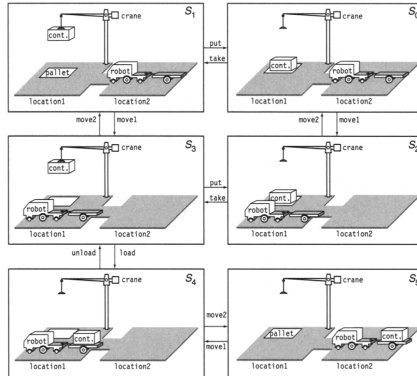 S1
crane
cont.
pallet
robot
location1
location2
put
take
S0
crane
cont.
robot
location1
location2
move2
move1
move2
move1
S3
crane
cont.
robot
location1
location2
put
take
S2
crane
cont.
robot
location1
location2
unload
load
S4
crane
robot
cont.
location1
location2
move2
move1
S5
crane
pallet
robot
cont.
location1
location2